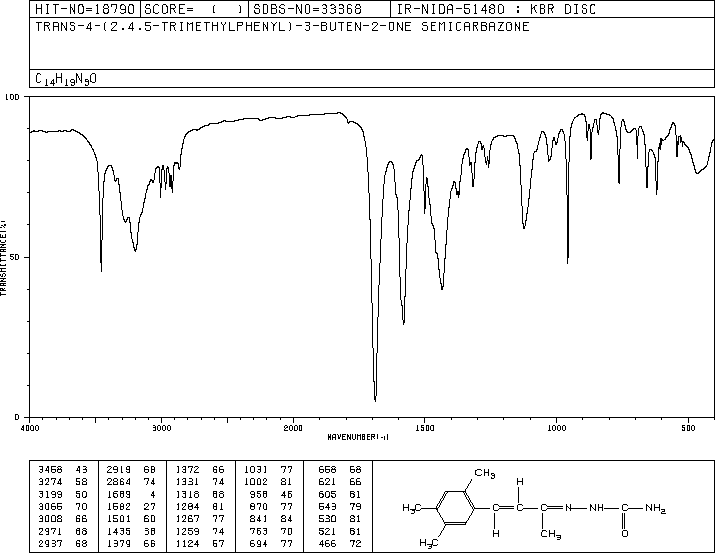 HIT-NO=18790 SCORE= ( ) SDBS-NO=33368 IR-NIDA-51480 : KBR DISC
TRANS-4-(2,4,5-TRIMETHYLPHENYL)-3-BUTEN-2-ONE SEMICARBAZONE
C14H19N3O
100
50
0
TRANSMITTANCE(%)
4000 3000 2000 1500 1000 500
WAVENUMBER(-1)
3458 43 2919 68 1372 66 1031 77 658 68
3274 58 2864 74 1331 74 1002 81 621 66
3199 50 1689 4 1318 68 958 46 605 81
3065 70 1582 27 1284 81 870 77 543 79
3008 66 1501 60 1267 77 841 84 530 81
2971 68 1435 38 1259 74 763 70 521 81
2937 68 1379 66 1124 57 694 77 466 72
CH3
H
H3C
NH
NH2
H3C
H
CH3
O